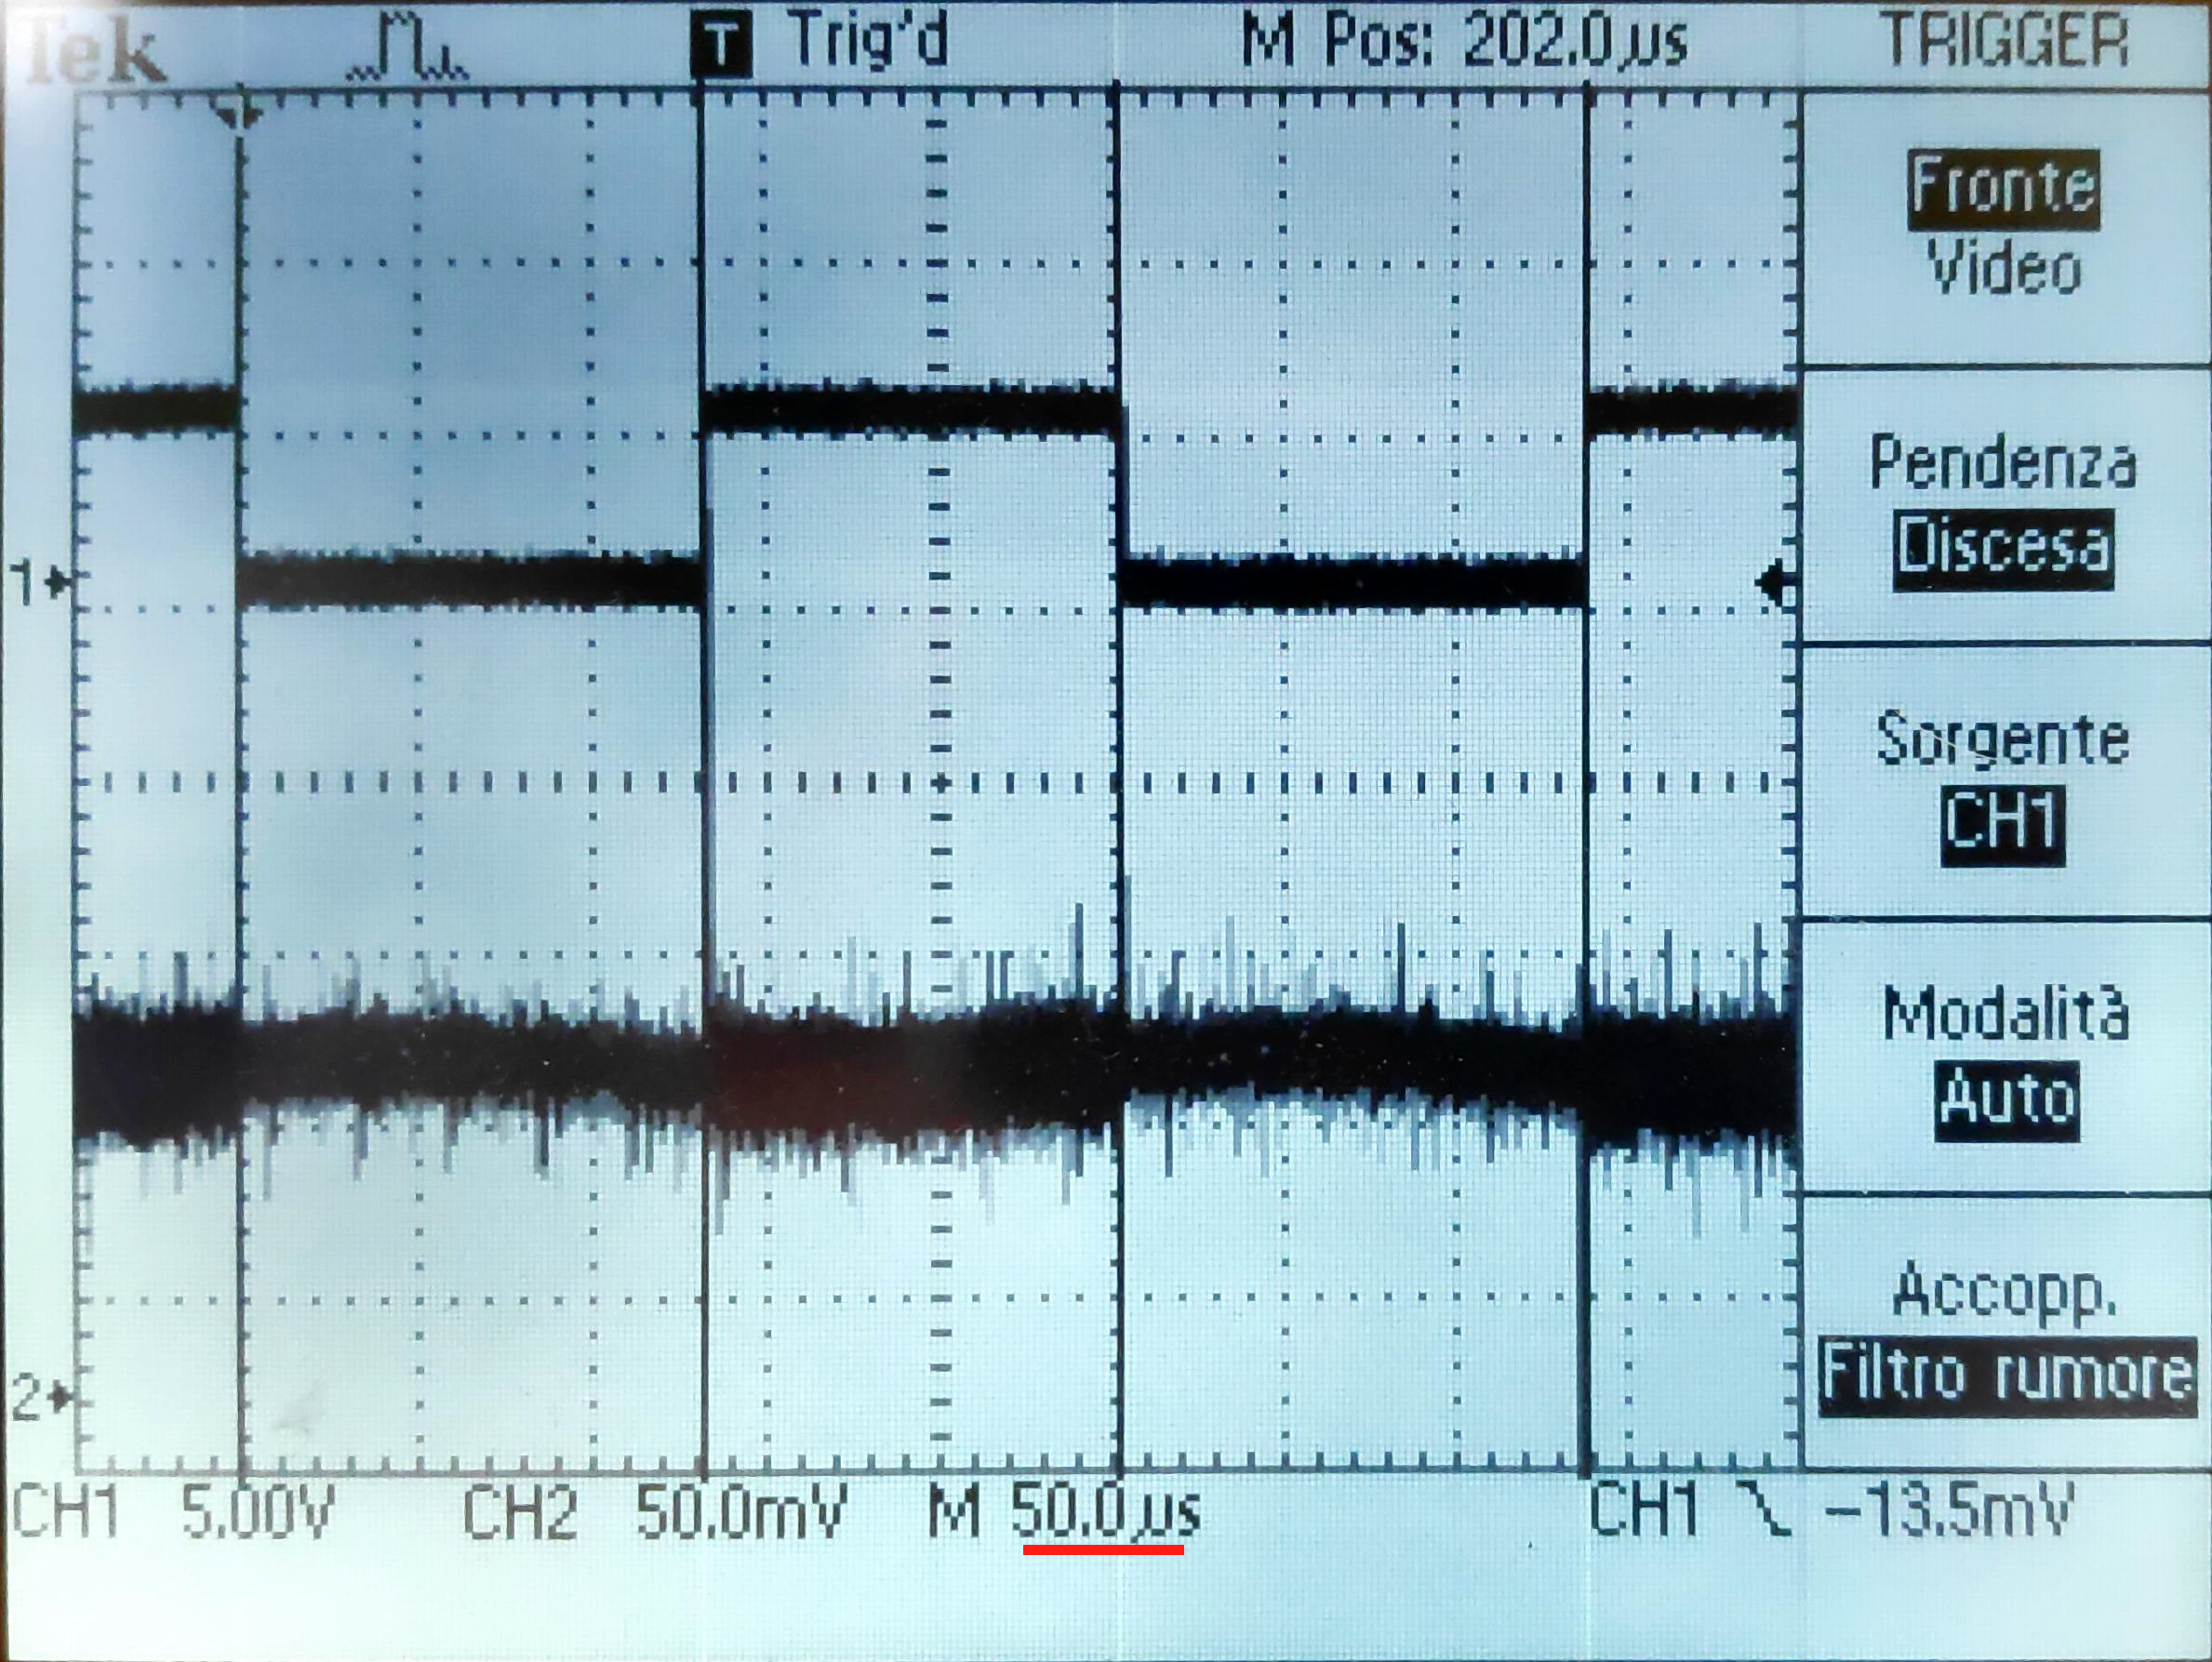 Tek T Trig'd M Pos: 202.0µs TRIGGER
Fronte
Video
Pendenza
Discesa
Sorgente
CH1
Modalità
Auto
Accopp.
Filtro rumore
1
2
CH1 5.00V CH2 50.0mV M 50.0µs CH1 -13.5mV